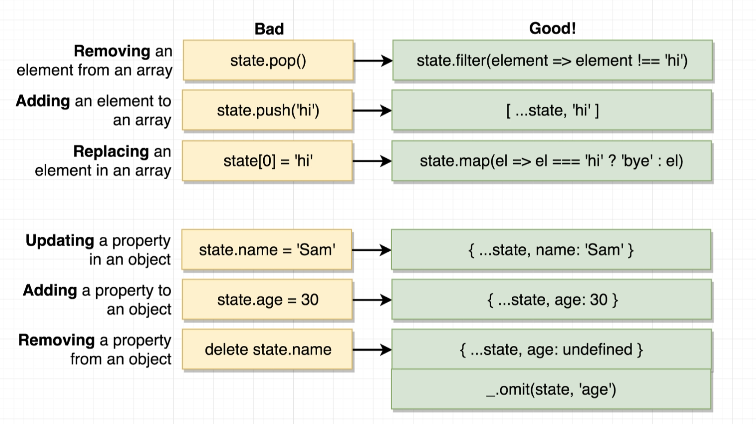 Bad
Good!
Removing an
element from an array
state.pop()
state.filter(element => element !== 'hi')
Adding an element to
an array
state.push('hi')
[ ...state, 'hi' ]
Replacing an
element in an array
state[0] = 'hi'
state.map(el => el === 'hi' ? 'bye' : el)
Updating a property
in an object
state.name = 'Sam'
{ ...state, name: 'Sam' }
Adding a property to
an object
state.age = 30
{ ...state, age: 30 }
Removing a property
from an object
delete state.name
{ ...state, age: undefined }
_.omit(state, 'age')